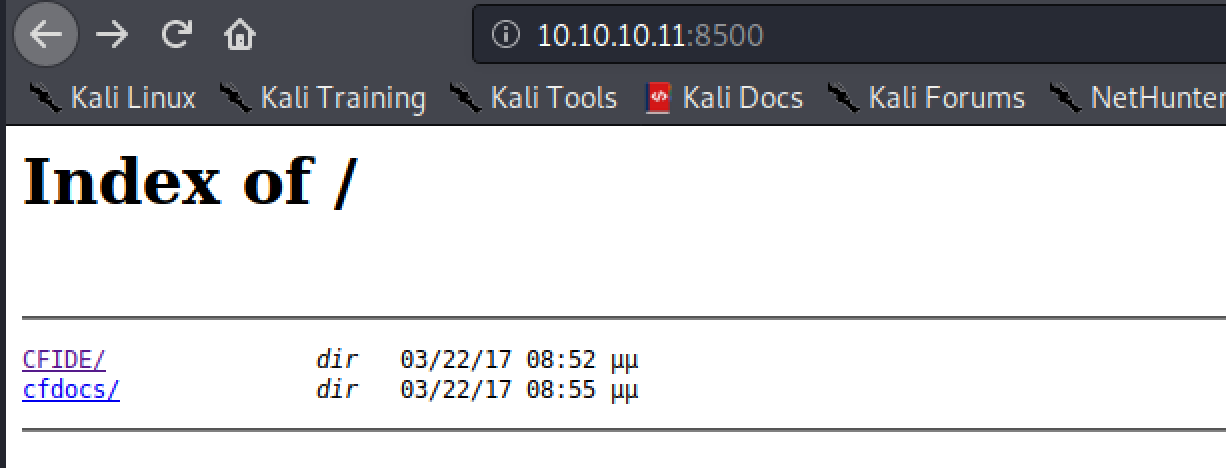 10.10.10.11:8500
Kali Linux Kali Training Kali Tools Kali Docs Kali Forums NetHunter
Index of /
CFIDE/ dir 03/22/17 08:52 μμ
cfdocs/ dir 03/22/17 08:55 μμ